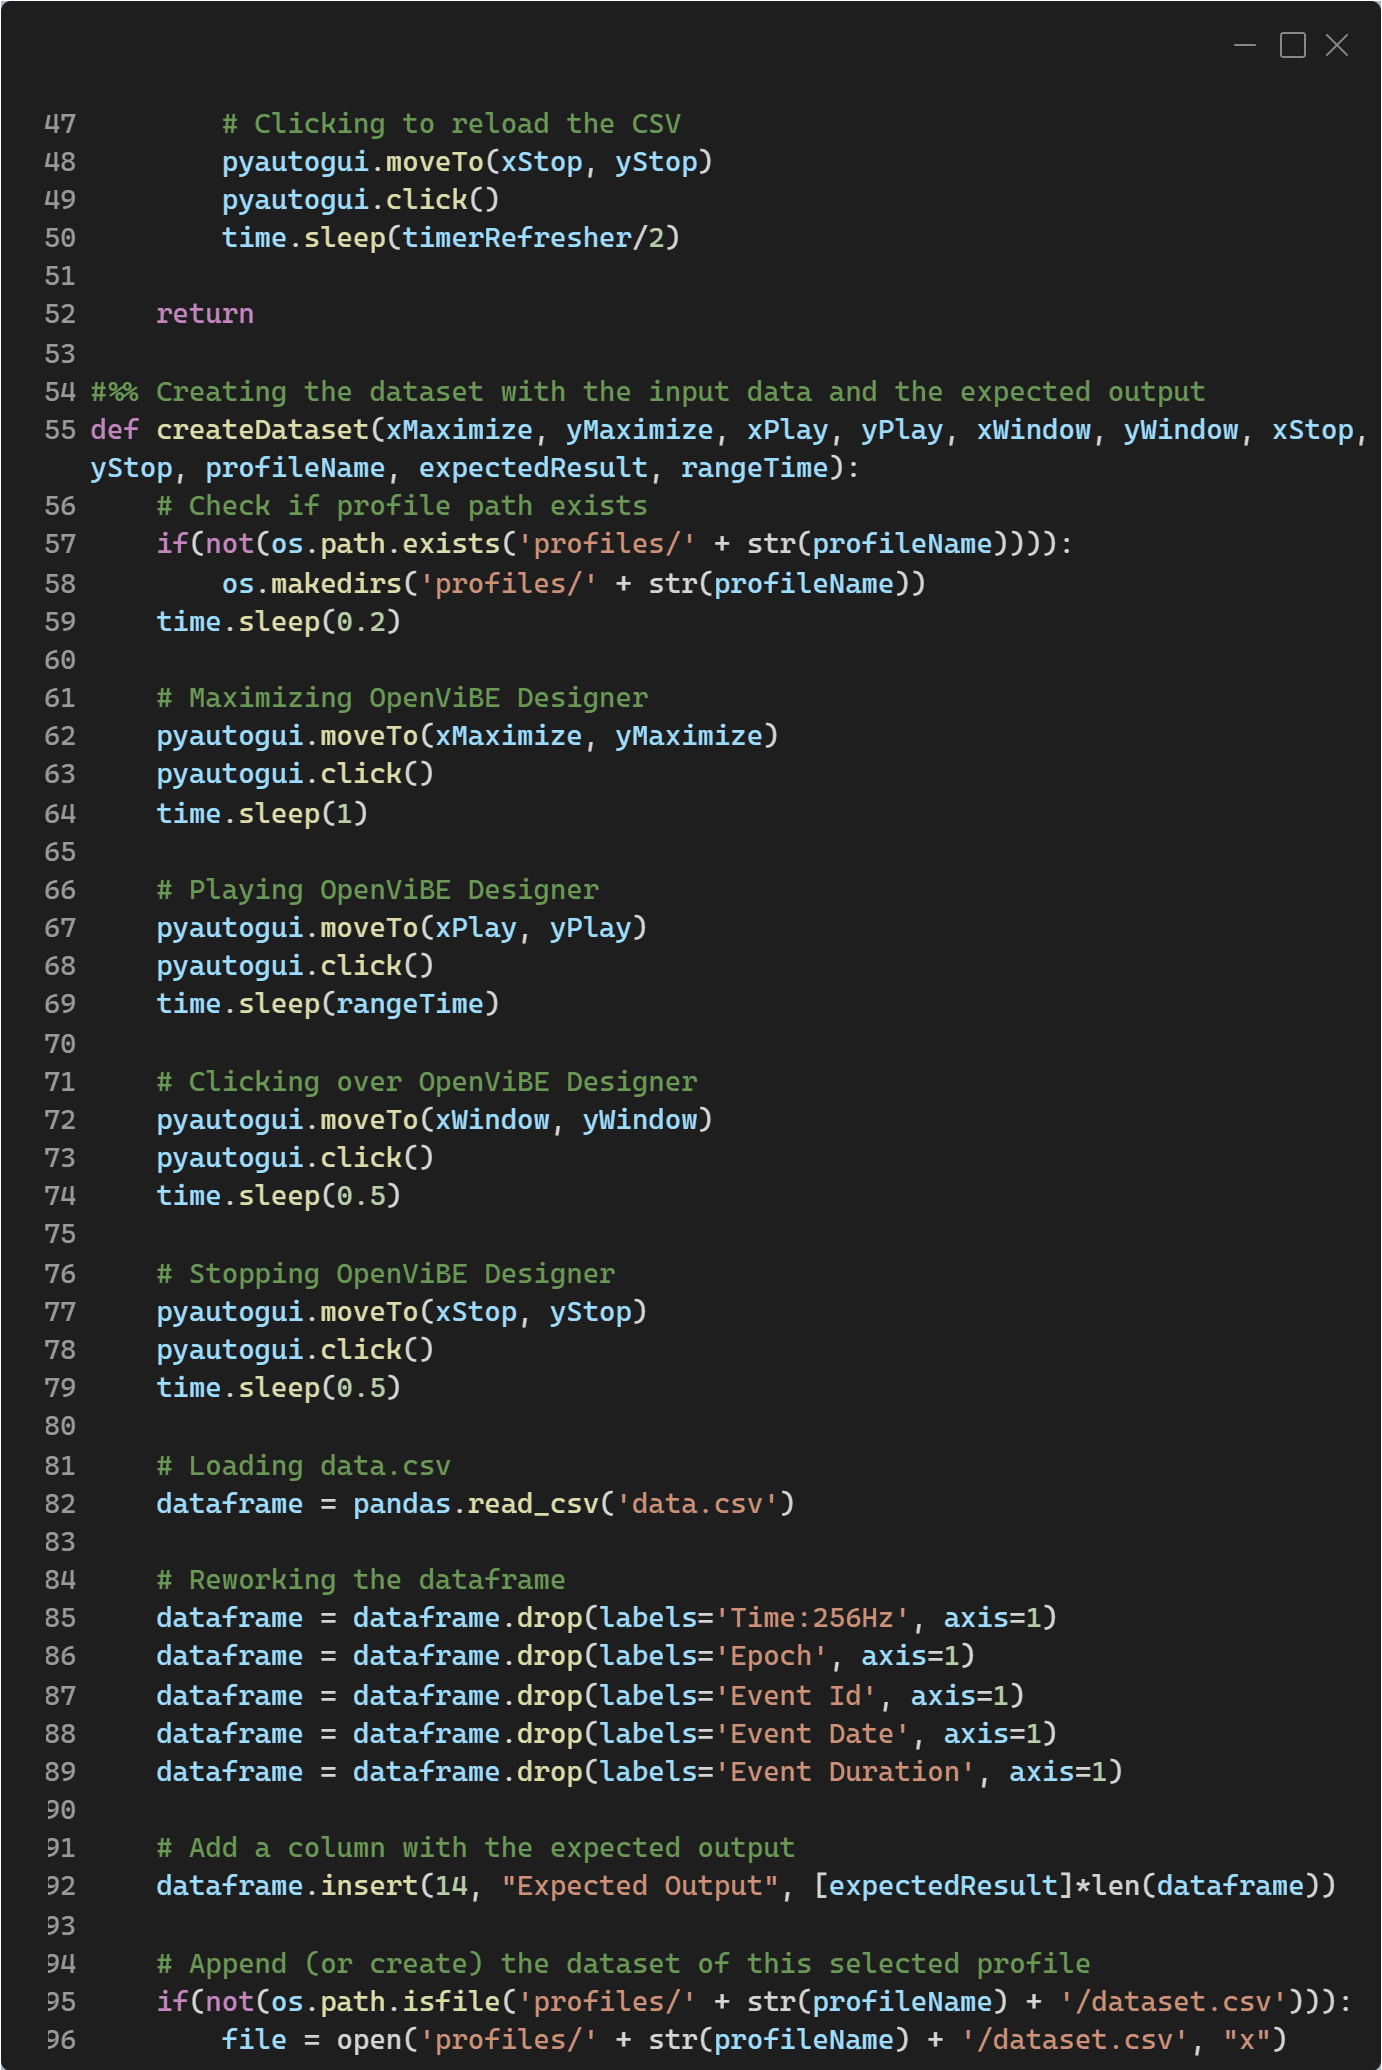 47         # Clicking to reload the CSV
48         pyautogui.moveTo(xStop, yStop)
49         pyautogui.click()
50         time.sleep(timerRefresher/2)
51
52     return
53
54 #%% Creating the dataset with the input data and the expected output
55 def createDataset(xMaximize, yMaximize, xPlay, yPlay, xWindow, yWindow, xStop,
yStop, profileName, expectedResult, rangeTime):
56     # Check if profile path exists
57     if(not(os.path.exists('profiles/' + str(profileName)))):
58         os.makedirs('profiles/' + str(profileName))
59     time.sleep(0.2)
60
61     # Maximizing OpenViBE Designer
62     pyautogui.moveTo(xMaximize, yMaximize)
63     pyautogui.click()
64     time.sleep(1)
65
66     # Playing OpenViBE Designer
67     pyautogui.moveTo(xPlay, yPlay)
68     pyautogui.click()
69     time.sleep(rangeTime)
70
71     # Clicking over OpenViBE Designer
72     pyautogui.moveTo(xWindow, yWindow)
73     pyautogui.click()
74     time.sleep(0.5)
75
76     # Stopping OpenViBE Designer
77     pyautogui.moveTo(xStop, yStop)
78     pyautogui.click()
79     time.sleep(0.5)
80
81     # Loading data.csv
82     dataframe = pandas.read_csv('data.csv')
83
84     # Reworking the dataframe
85     dataframe = dataframe.drop(labels='Time:256Hz', axis=1)
86     dataframe = dataframe.drop(labels='Epoch', axis=1)
87     dataframe = dataframe.drop(labels='Event Id', axis=1)
88     dataframe = dataframe.drop(labels='Event Date', axis=1)
89     dataframe = dataframe.drop(labels='Event Duration', axis=1)
90
91     # Add a column with the expected output
92     dataframe.insert(14, "Expected Output", [expectedResult]*len(dataframe))
93
94     # Append (or create) the dataset of this selected profile
95     if(not(os.path.isfile('profiles/' + str(profileName) + '/dataset.csv'))):
96         file = open('profiles/' + str(profileName) + '/dataset.csv', "x")